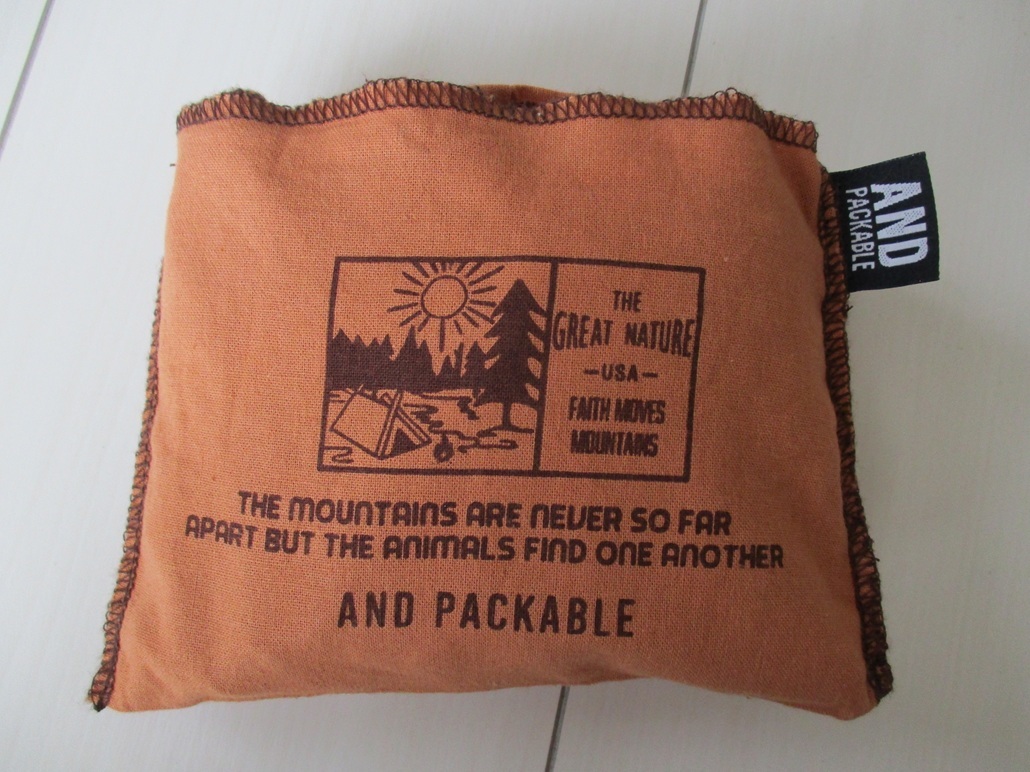 THE
GREAT NATURE
-USA-
FAITH MOVES
MOUNTAINS
THE MOUNTAINS ARE NEVER SO FAR
APART BUT THE ANIMALS FIND ONE ANOTHER
AND PACKABLE
AND
PACKABLE